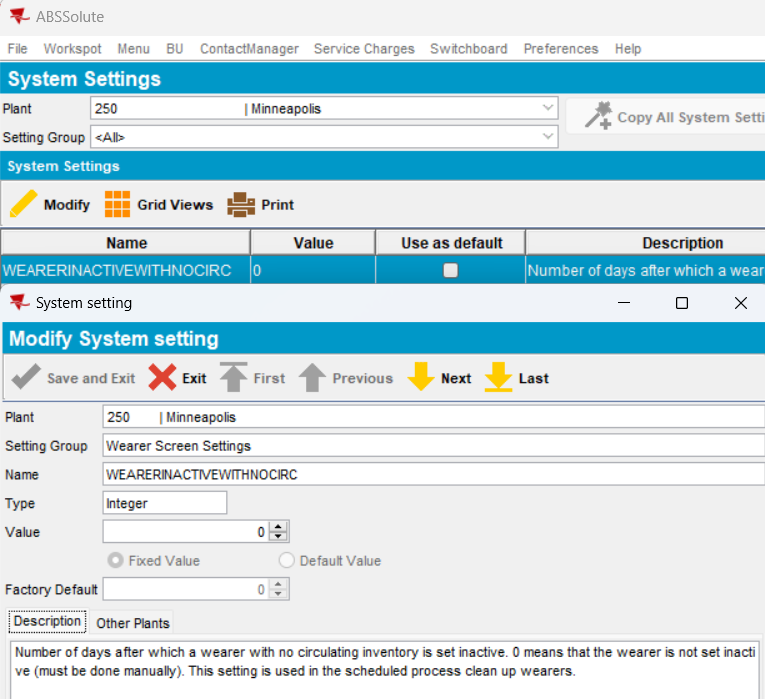 ABSSolute
File Workspot Menu BU ContactManager Service Charges Switchboard Preferences Help
System Settings
Plant 250 | Minneapolis
Copy All System Setti
Setting Group <All>
System Settings
Modify Grid Views Print
Name Value Use as default Description
WEARERINACTIVEWITHNOCIRC 0 Number of days after which a wear
System setting
Modify System setting
Save and Exit Exit First Previous Next Last
Plant 250 | Minneapolis
Setting Group Wearer Screen Settings
Name WEARERINACTIVEWITHNOCIRC
Type Integer
Value 0
Fixed Value Default Value
Factory Default 0
Description Other Plants
Number of days after which a wearer with no circulating inventory is set inactive. 0 means that the wearer is not set inacti
ve (must be done manually). This setting is used in the scheduled process clean up wearers.